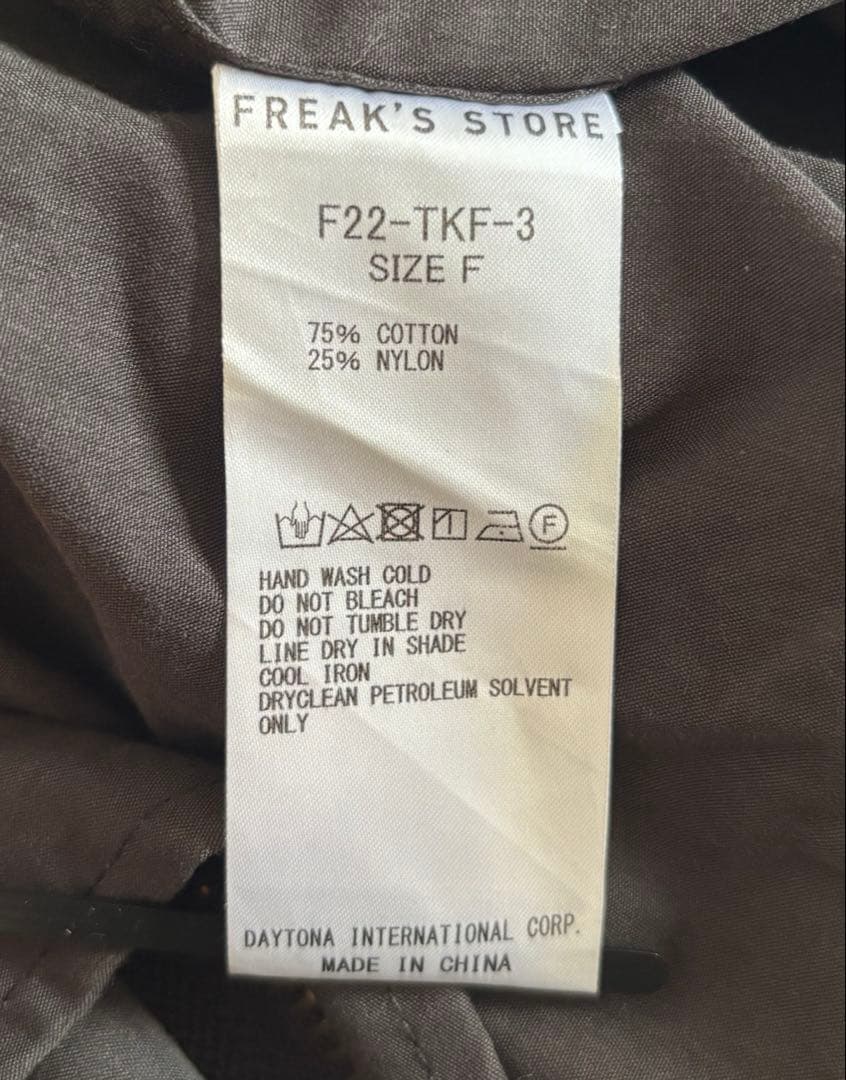 FREAK'S STORE
F22-TKF-3
SIZE F
75% COTTON
25% NYLON
F
HAND WASH COLD
DO NOT BLEACH
DO NOT TUMBLE DRY
LINE DRY IN SHADE
COOL IRON
DRYCLEAN PETROLEUM SOLVENT
ONLY
DAYTONA INTERNATIONAL CORP.
MADE IN CHINA